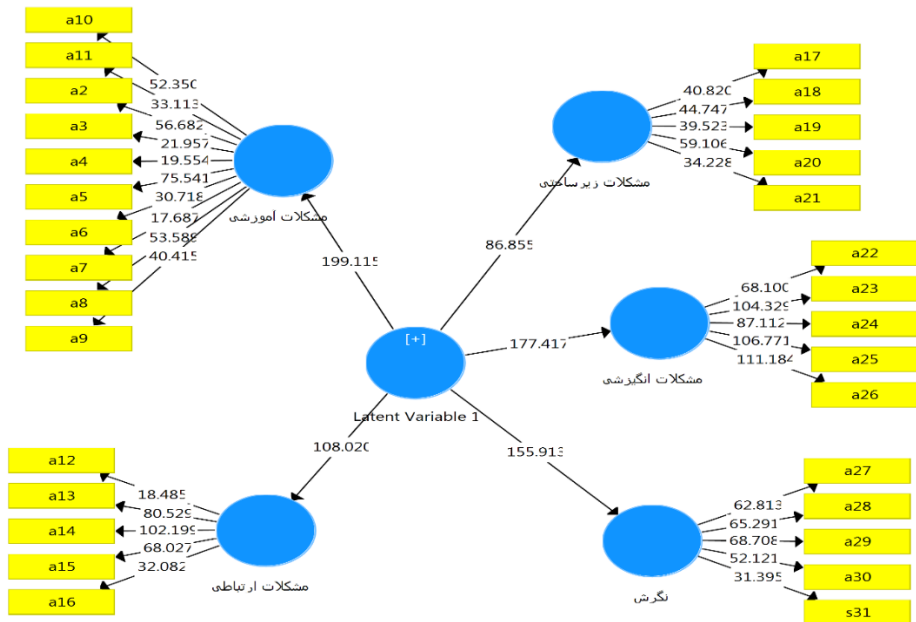 a10
a11
a2
a3
a4
a5
a6
a7
a8
a9
52.350
33.113
56.682
21.957
19.554
75.541
30.718
17.687
53.589
40.415
مشکلات اموزشی
199.115
a17
a18
a19
a20
a21
40.820
44.747
39.523
59.106
34.228
مشکلات زیرساختی
86.855
a22
a23
a24
a25
a26
68.100
104.329
87.112
106.771
111.184
مشکلات انگیزشی
177.417
[+]
Latent Variable 1
108.020
155.913
a12
a13
a14
a15
a16
18.485
80.529
102.199
68.027
32.082
مشکلات ارتباطی
a27
a28
a29
a30
s31
62.813
65.291
68.708
52.121
31.395
نگرش